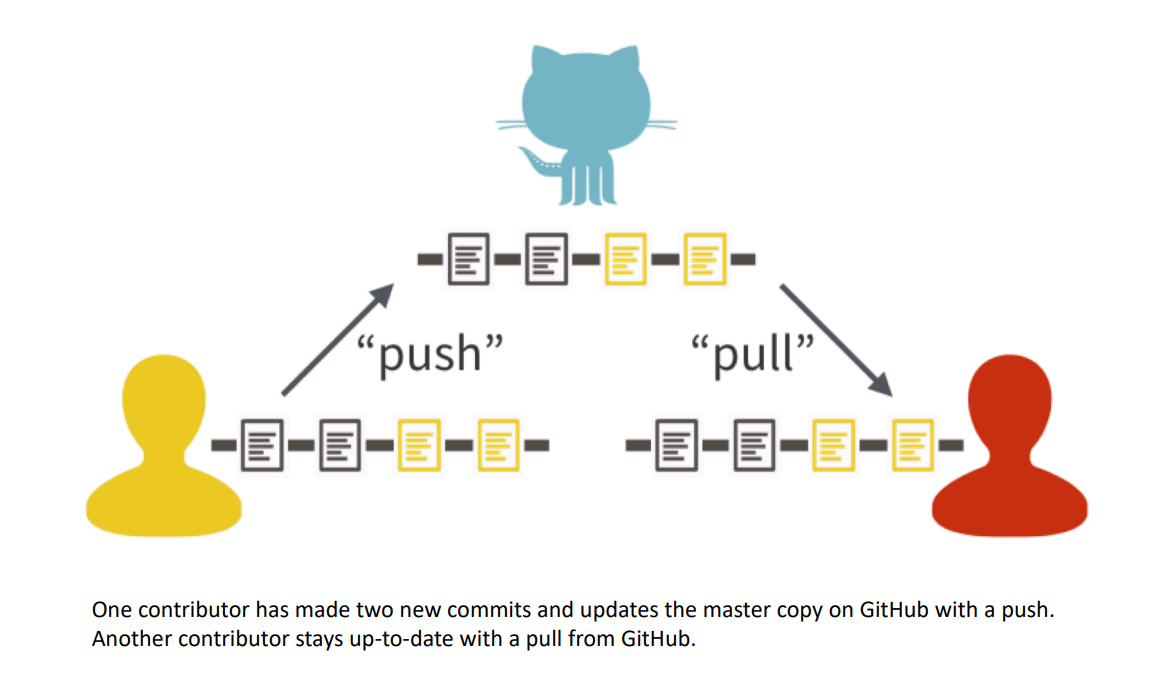 “push”
“pull”
One contributor has made two new commits and updates the master copy on GitHub with a push.
Another contributor stays up-to-date with a pull from GitHub.